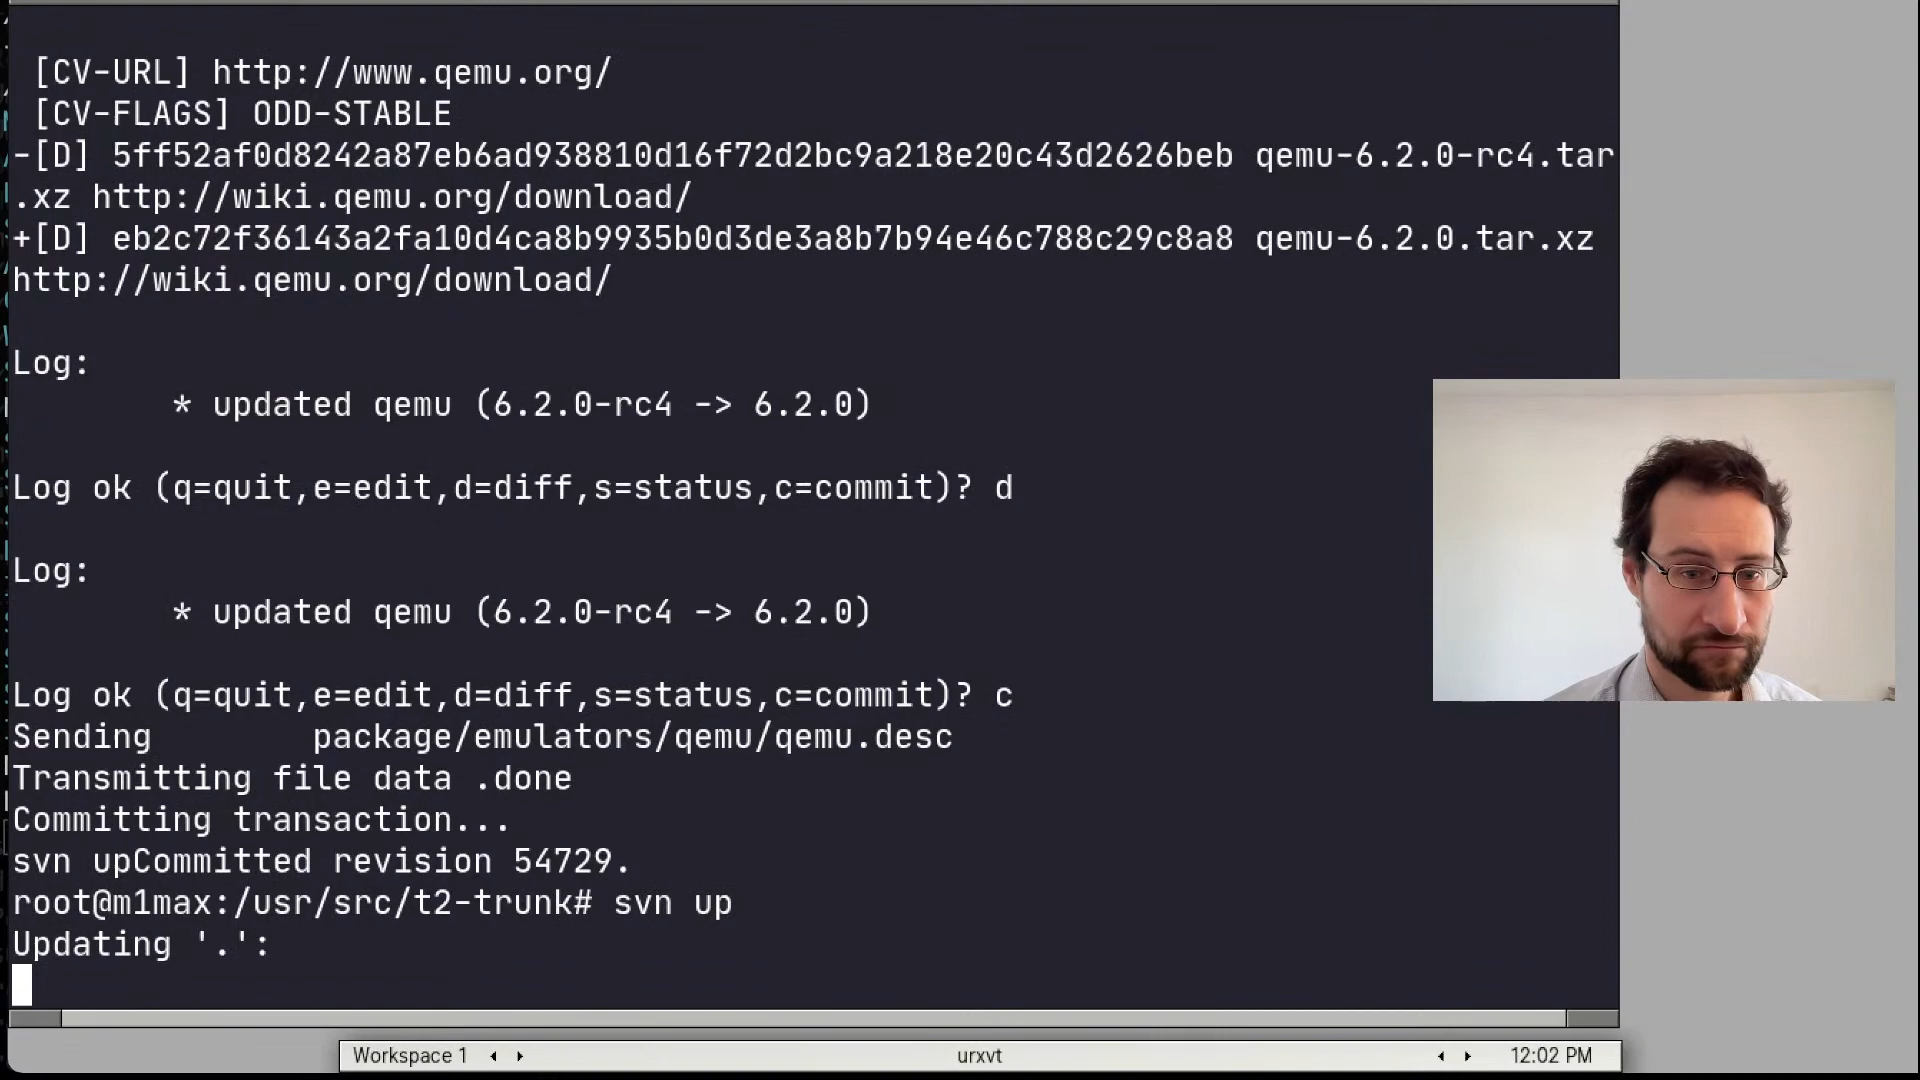 [CV-URL] http://www.qemu.org/
[CV-FLAGS] ODD-STABLE
-[D] 5ff52af0d8242a87eb6ad938810d16f72d2bc9a218e20c43d2626beb qemu-6.2.0-rc4.tar
.xz http://wiki.qemu.org/download/
+[D] eb2c72f36143a2fa10d4ca8b9935b0d3de3a8b7b94e46c788c29c8a8 qemu-6.2.0.tar.xz
http://wiki.qemu.org/download/
Log:
* updated qemu (6.2.0-rc4 -> 6.2.0)
Log ok (q=quit,e=edit,d=diff,s=status,c=commit)? d
Log:
* updated qemu (6.2.0-rc4 -> 6.2.0)
Log ok (q=quit,e=edit,d=diff,s=status,c=commit)? c
Sending package/emulators/qemu/qemu.desc
Transmitting file data .done
Committing transaction...
svn upCommitted revision 54729.
root@m1max:/usr/src/t2-trunk# svn up
Updating '.':
Workspace 1 urxvt 12:02 PM